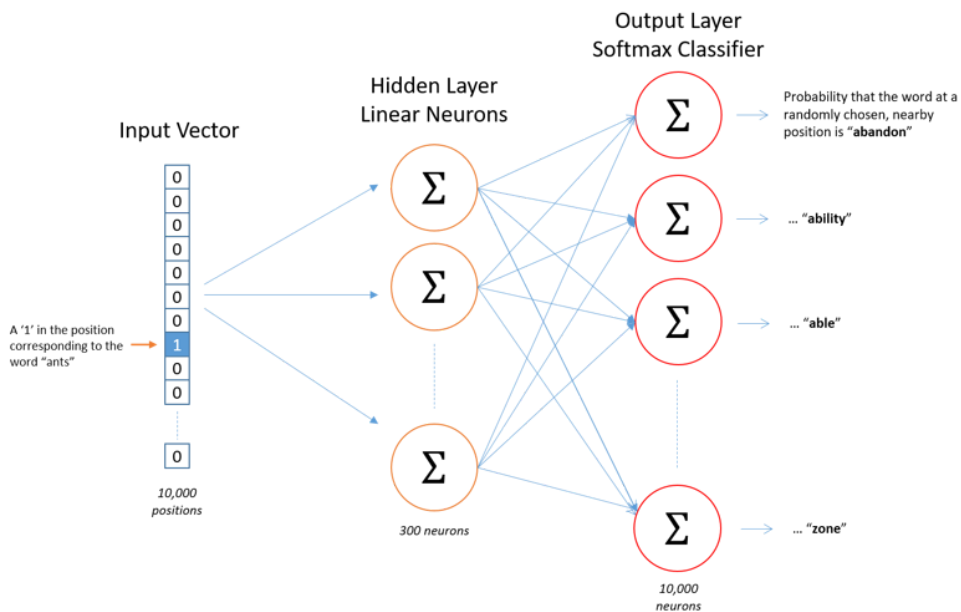 Output Layer
Softmax Classifier
Hidden Layer
Linear Neurons
Input Vector
0
0
0
0
0
0
0
1
0
0
0
A ‘1’ in the position
corresponding to the
word “ants”
10,000
positions
Σ
Σ
Σ
300 neurons
Σ
Σ
Σ
Σ
10,000
neurons
Probability that the word at a
randomly chosen, nearby
position is “abandon”
... “ability”
... “able”
... “zone”